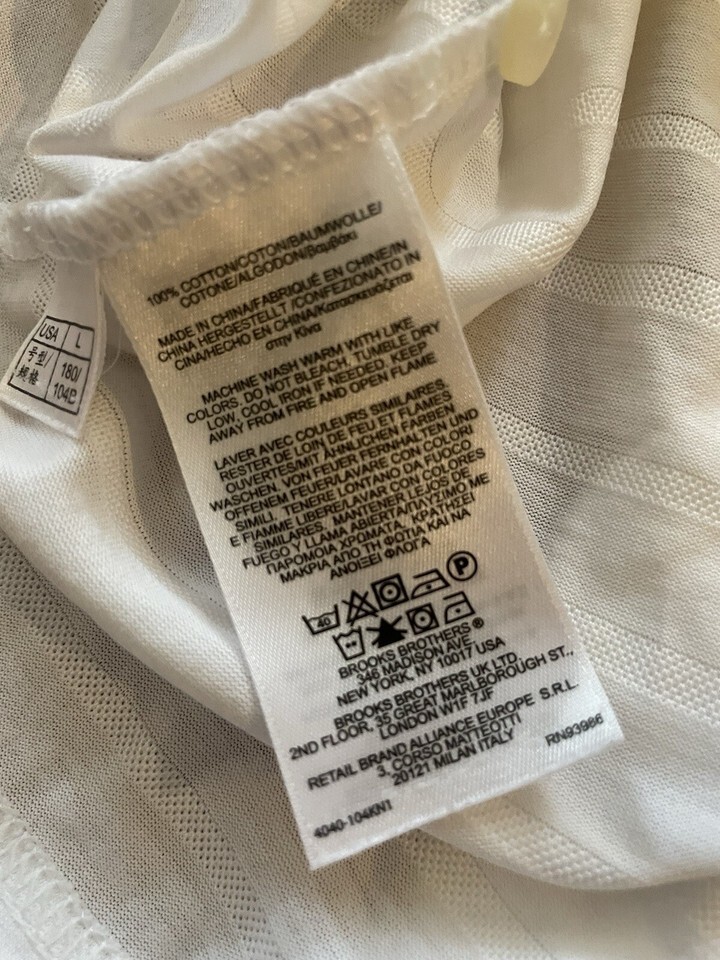 USA L
号型/ 180/
规格 104B
100% COTTON/COTON/BAUMWOLLE/
COTONE/ALGODON/Βαμβάκι
MADE IN CHINA/FABRIQUÉ EN CHINE/IN
CHINA HERGESTELLT /CONFEZIONATO IN
CINA/HECHO EN CHINA/Κατασκευάζεται
στην Κίνα
MACHINE WASH WARM WITH LIKE
COLORS. DO NOT BLEACH. TUMBLE DRY
LOW, COOL IRON IF NEEDED, KEEP
AWAY FROM FIRE AND OPEN FLAME
LAVER AVEC COULEURS SIMILAIRES.
RESTER DE LOIN DE FEU ET FLAMES
OUVERTES/MIT ÄHNLICHEN FARBEN
WASCHEN. VON FEUER FERNHALTEN UND
OFFENEM FEUER/LAVARE CON COLORI
SIMILI. TENERE LONTANO DA FUOCO
E FIAMME LIBERE/LAVAR CON COLORES
SIMILARES. MANTENER LEJOS DE
FUEGO Y LLAMA ABIERTA/ΠΛΥΣΙΜΟ ΜΕ
ΠΑΡΟΜΟΙΑ ΧΡΩΜΑΤΑ. ΚΡΑΤΗΣΕΙ
ΜΑΚΡΙΑ ΑΠΟ ΤΗ ΦΩΤΙΑ ΚΑΙ ΝΑ
ΑΝΟΙΞΕΙ ΦΛΟΓΑ
40 P
BROOKS BROTHERS ®
346 MADISON AVE.
NEW YORK, NY 10017 USA
BROOKS BROTHERS UK LTD.
2ND FLOOR, 35 GREAT MARLBOROUGH ST.,
LONDON W1F 7JF
RETAIL BRAND ALLIANCE EUROPE S.R.L.
3, CORSO MATTEOTTI
20121 MILAN ITALY
RN93986
4040-104KN1